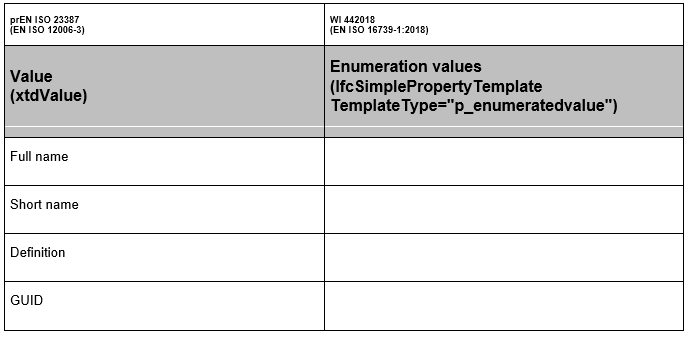 prEN ISO 23387
(EN ISO 12006-3)
WI 442018
(EN ISO 16739-1:2018)
Value
(xtdValue)
Enumeration values
(IfcSimplePropertyTemplate
TemplateType="p_enumeratedvalue")
Full name
Short name
Definition
GUID